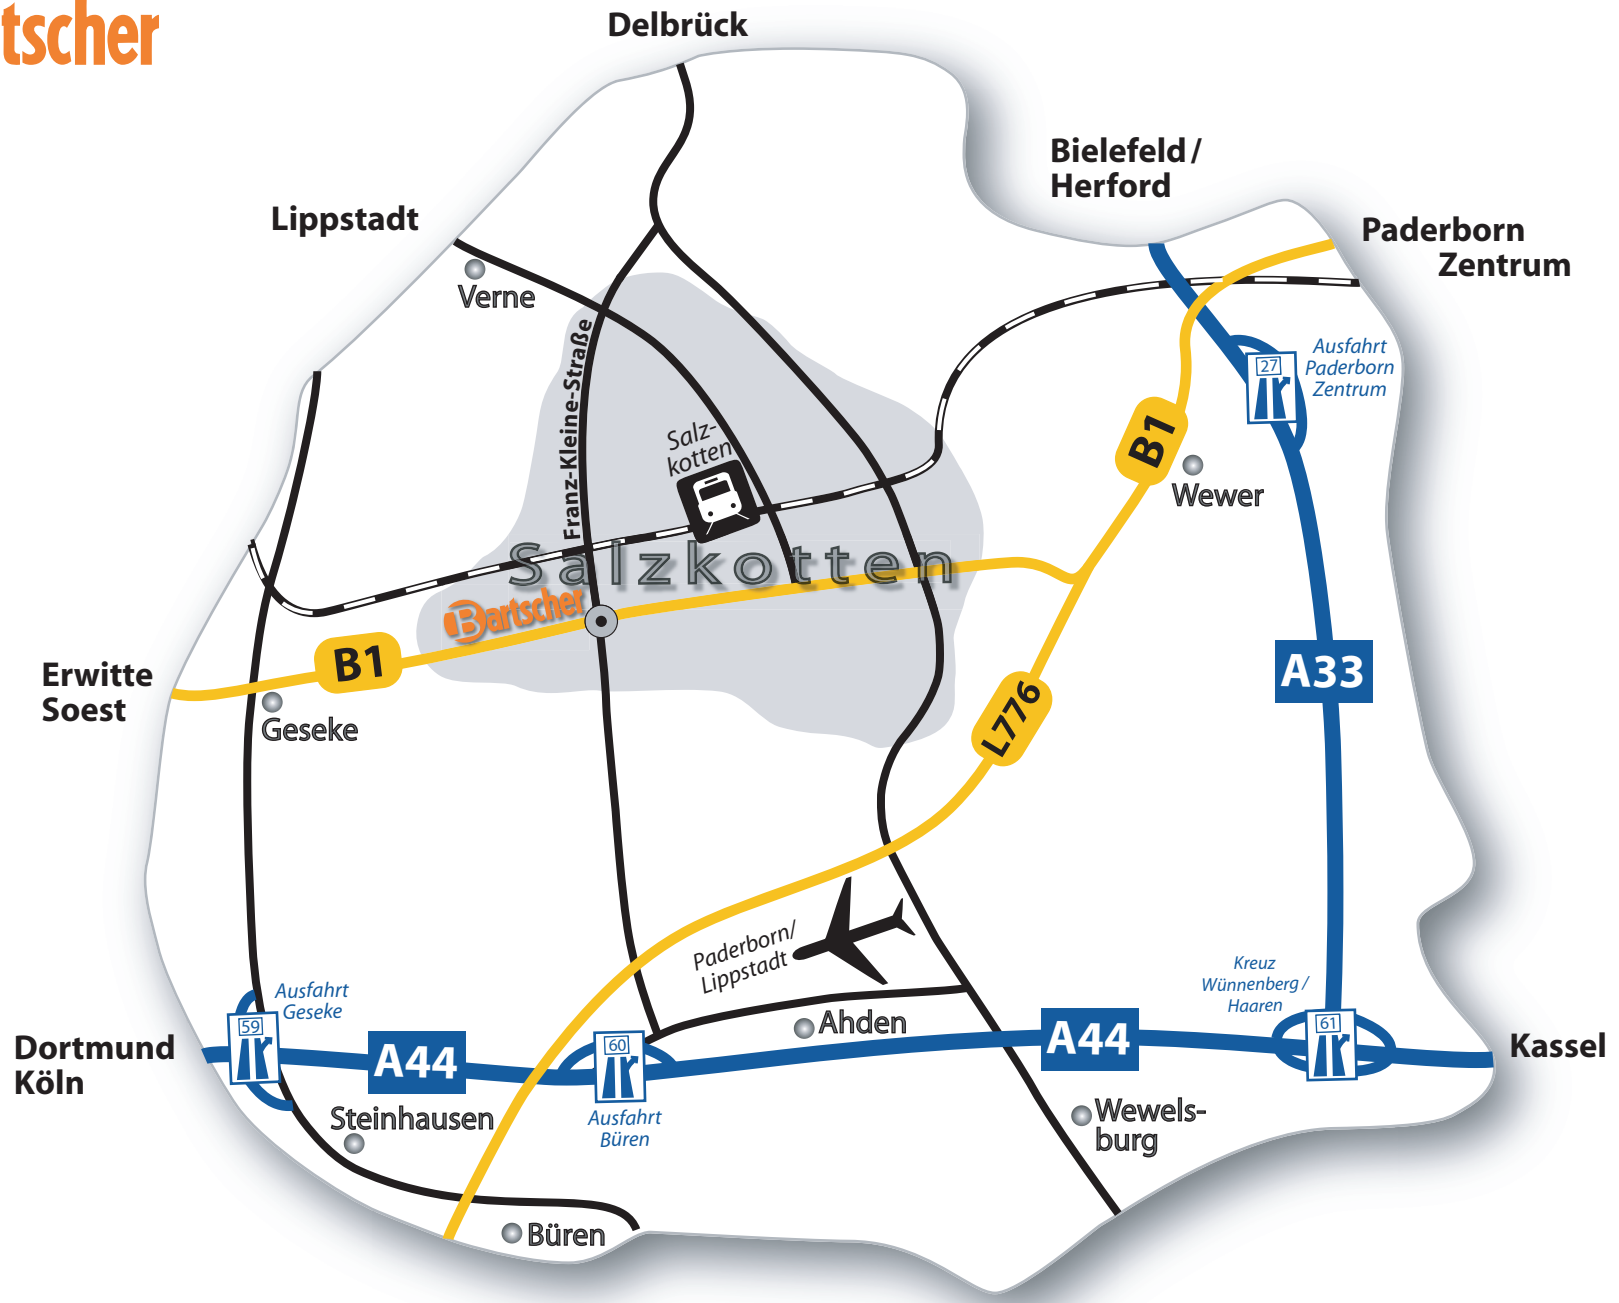 tscher
Delbrück
Bielefeld/
Herford
Lippstadt
Paderborn
Zentrum
Verne
Franz-Kleine-Straße
27
Ausfahrt
Paderborn
Zentrum
Salz-
kotten
B1
Wewer
Salzkotten
Bartscher
B1
Erwitte
Soest
Geseke
A33
L776
Paderborn/
Lippstadt
Kreuz
Wünnenberg/
Haaren
Ausfahrt
Geseke
59
Ahden
61
Dortmund
Köln
A44
60
A44
Kassel
Steinhausen
Ausfahrt
Büren
Wewels-
burg
Büren